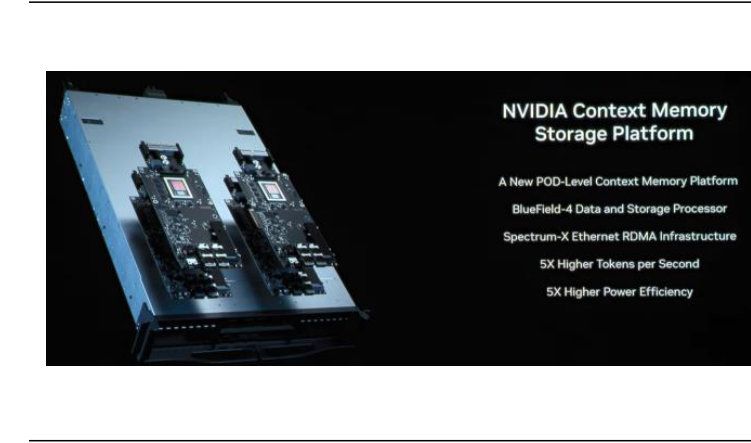 NVIDIA Context Memory
Storage Platform
A New POD-Level Context Memory Platform
BlueField-4 Data and Storage Processor
Spectrum-X Ethernet RDMA Infrastructure
5X Higher Tokens per Second
5X Higher Power Efficiency